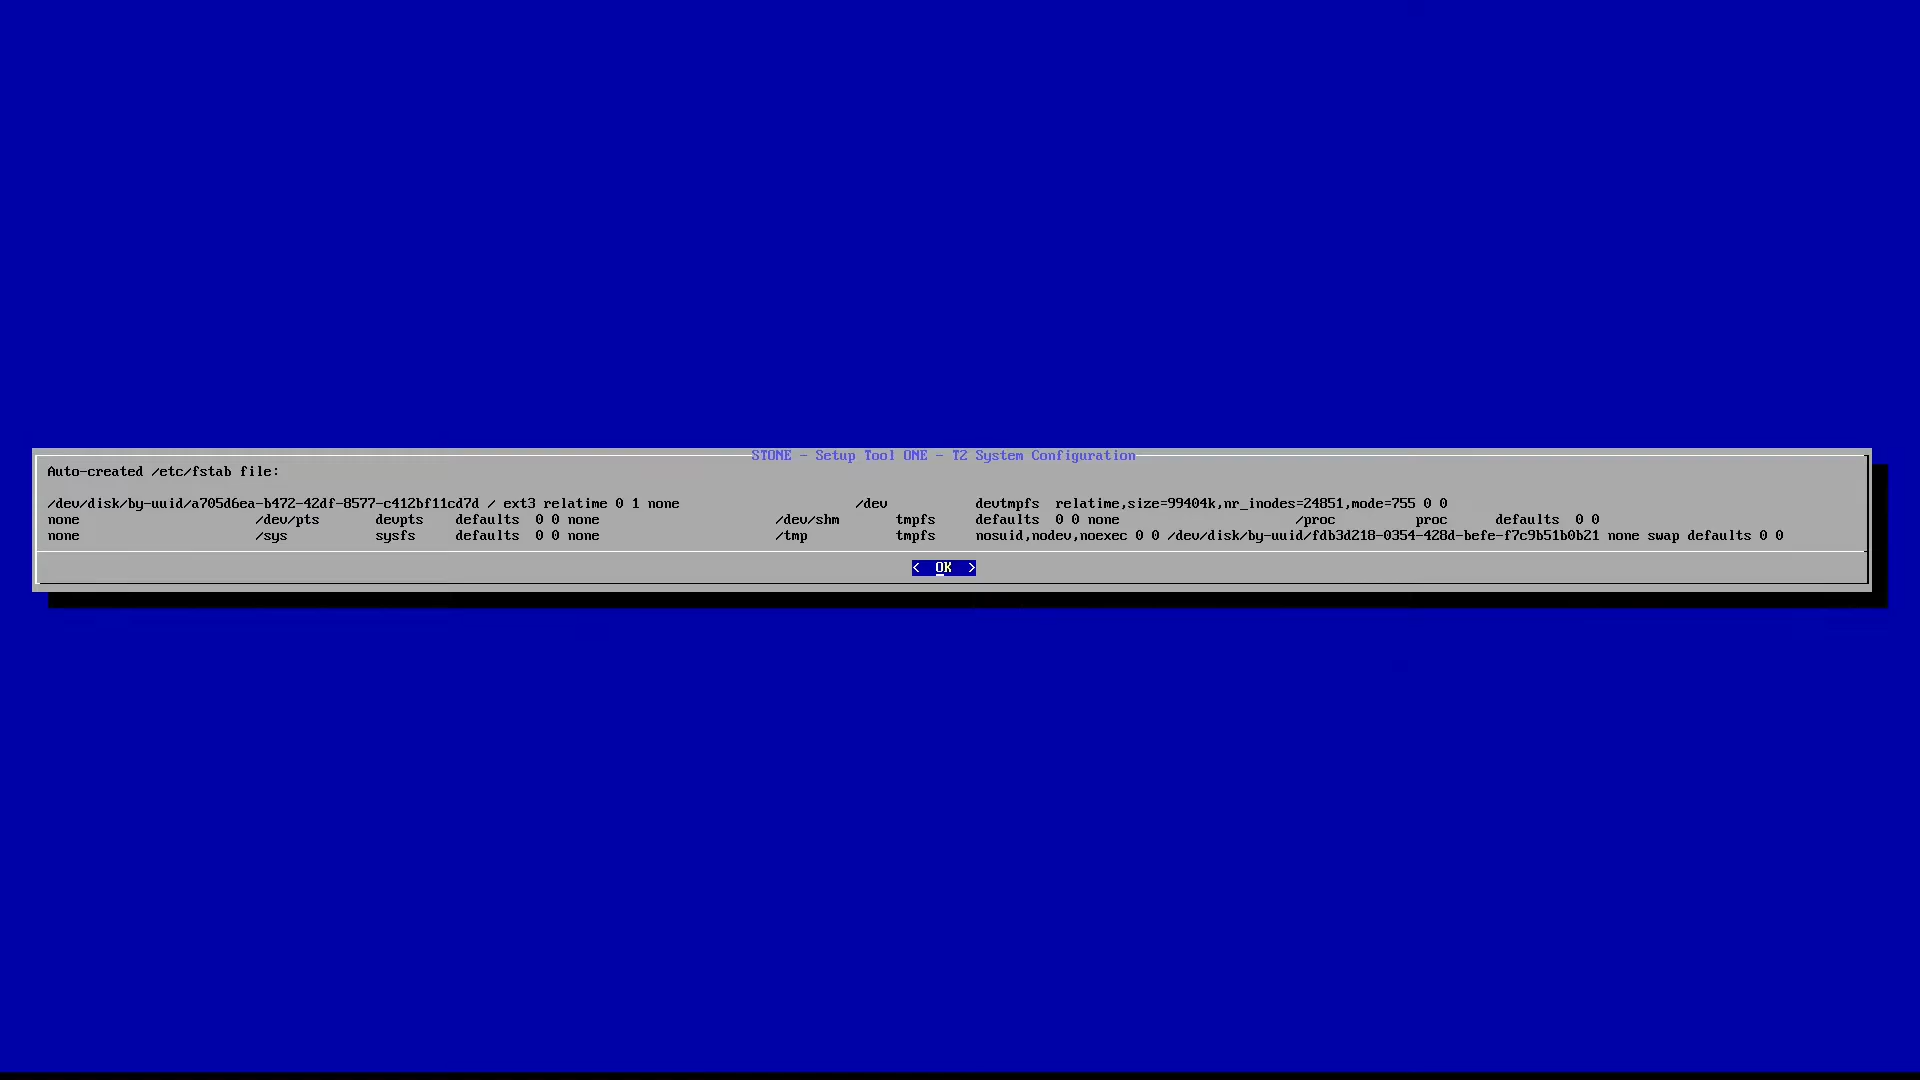 STONE - Setup Tool ONE - T2 System Configuration
Auto-created /etc/fstab file:
/dev/disk/by-uuid/a705d6ea-b472-42df-8577-c412bf11cd7d / ext3 relatime 0 1 none /dev devtmpfs relatime,size=99404k,nr_inodes=24851,mode=755 0 0
none /dev/pts devpts defaults 0 0 none /dev/shm tmpfs defaults 0 0 none /proc proc defaults 0 0
none /sys sysfs defaults 0 0 none /tmp tmpfs nosuid,nodev,noexec 0 0 /dev/disk/by-uuid/fdb3d218-0354-428d-befe-f7c9b51b0b21 none swap defaults 0 0
< OK >